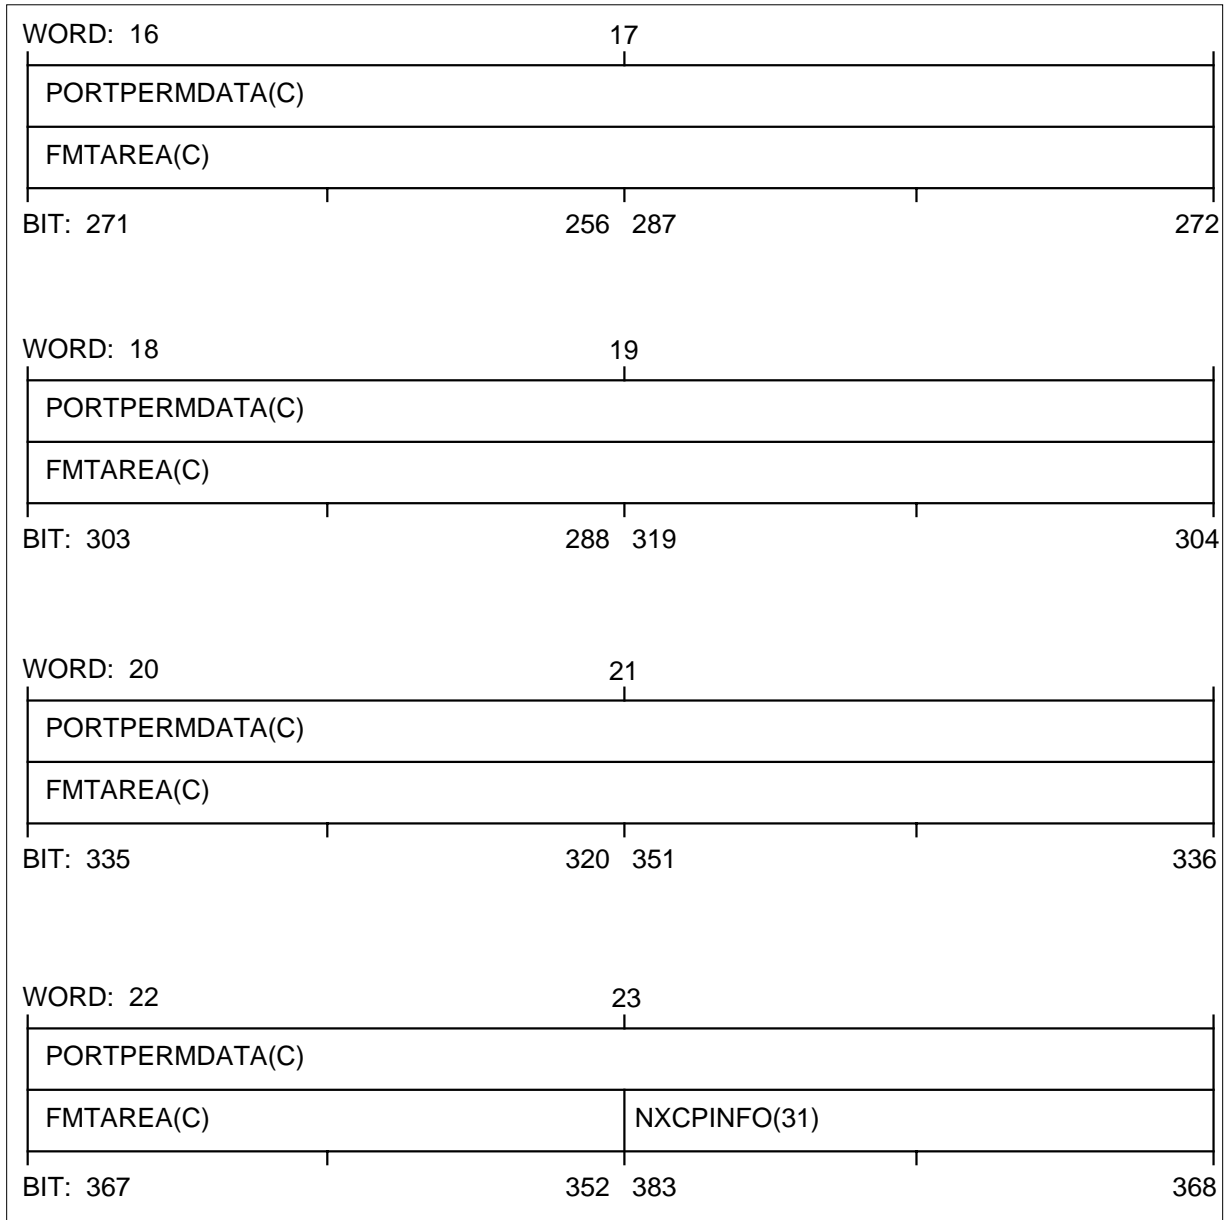 WORD: 16 17
PORTPERMDATA(C)
FMTAREA(C)
BIT: 271 256 287 272
WORD: 18 19
PORTPERMDATA(C)
FMTAREA(C)
BIT: 303 288 319 304
WORD: 20 21
PORTPERMDATA(C)
FMTAREA(C)
BIT: 335 320 351 336
WORD: 22 23
PORTPERMDATA(C)
FMTAREA(C) NXCPINFO(31)
BIT: 367 352 383 368